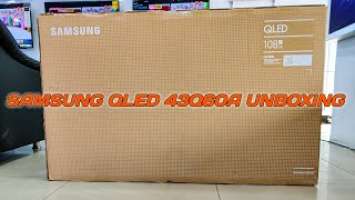 SAMSUNG
QLED
108
SAMSUNG QLED 43Q60A UNBOXING